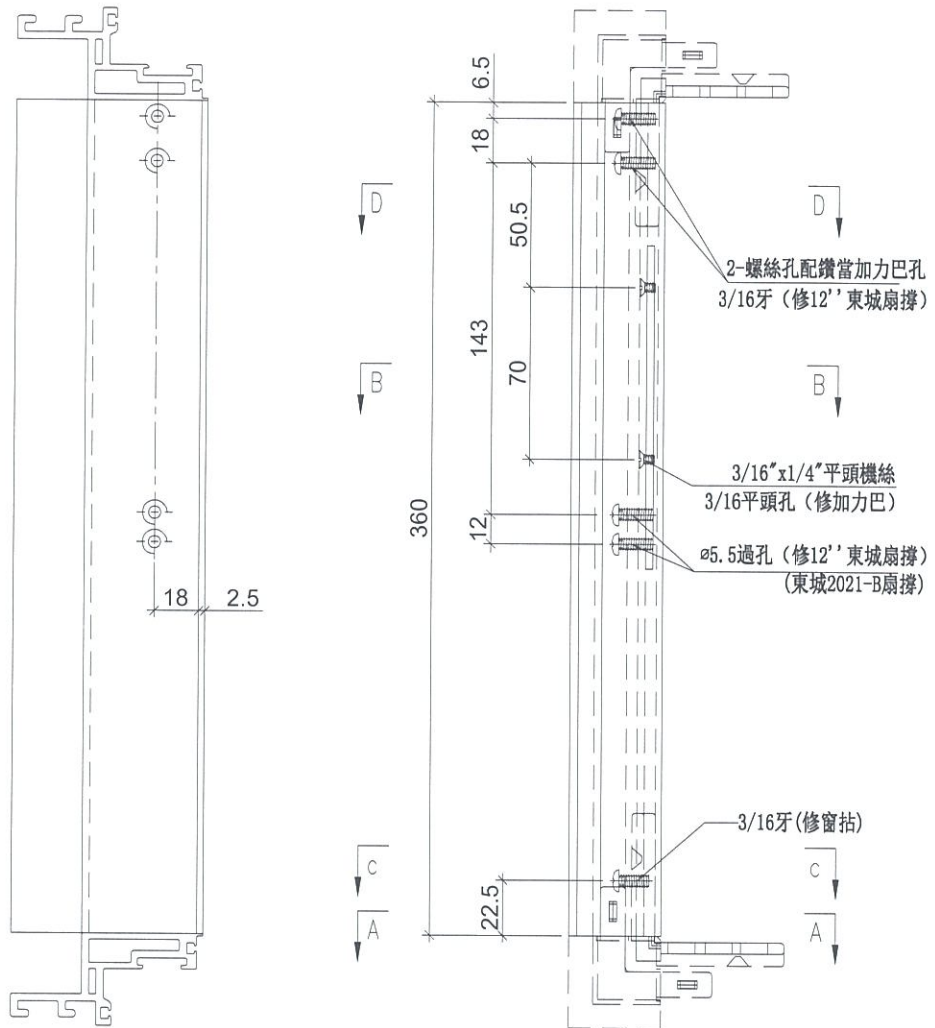 6.5
18
D
D
50.5
2-螺絲孔配鑽當加力巴孔
3/16牙（修12''東城扇撐）
143
B
B
70
3/16"x1/4"平頭機絲
3/16平頭孔（修加力巴）
360
12
ø5.5過孔（修12''東城扇撐）
(東城2021-B扇撐)
18
2.5
3/16牙(修窗拈)
C
C
22.5
A
A